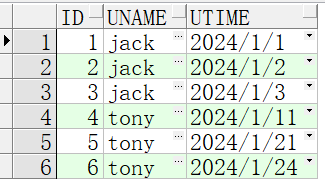 ID UNAME UTIME
1 1 jack 2024/1/1
2 2 jack 2024/1/2
3 3 jack 2024/1/3
4 4 tony 2024/1/11
5 5 tony 2024/1/21
6 6 tony 2024/1/24